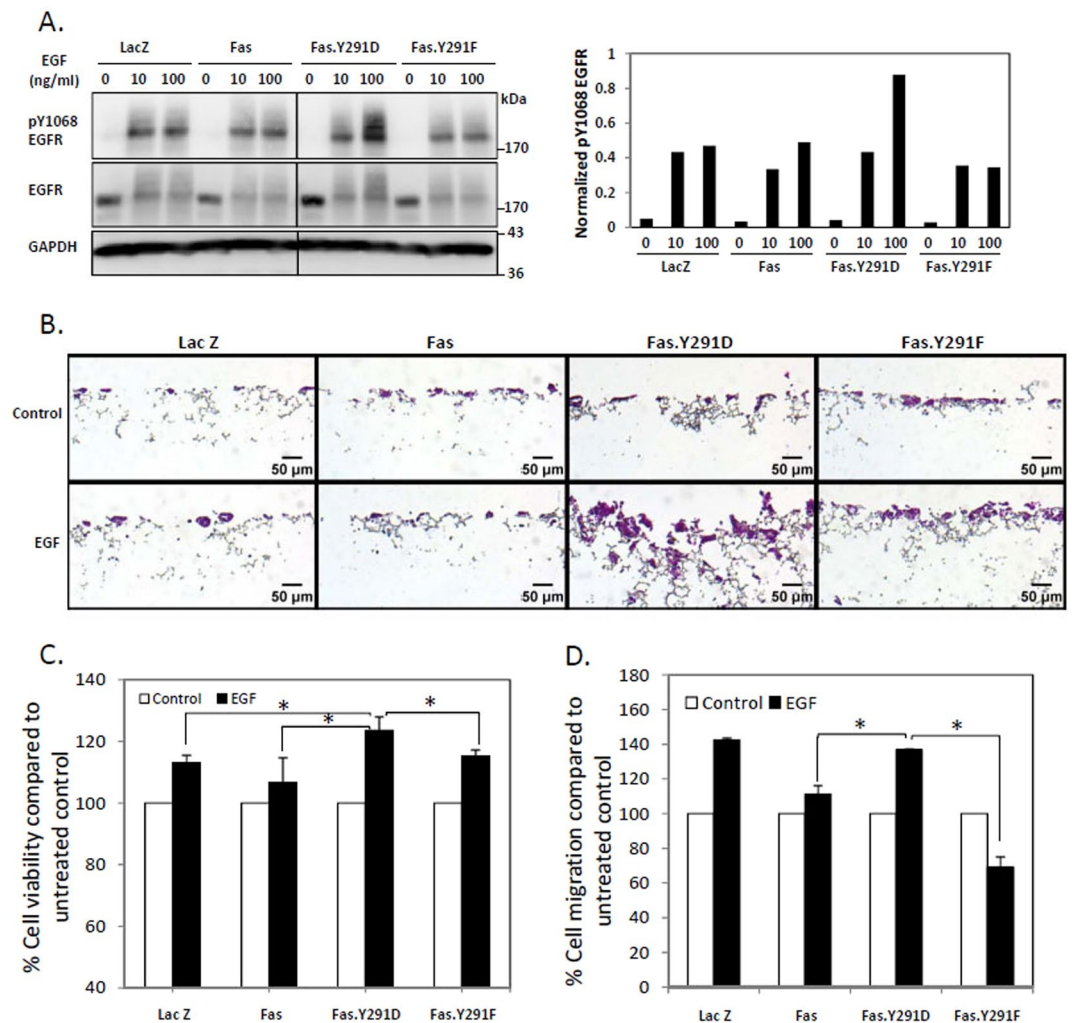 A.
LacZ Fas Fas.Y291D Fas.Y291F
EGF
(ng/ml) 0 10 100 0 10 100 0 10 100 0 10 100
kDa
pY1068
EGFR
170
EGFR
170
GAPDH
43
36
Normalized pY1068 EGFR
1
0.8
0.6
0.4
0.2
0
0 10 100 0 10 100 0 10 100 0 10 100
LacZ Fas Fas.Y291D Fas.Y291F
B.
Lac Z Fas Fas.Y291D Fas.Y291F
Control
50 µm 50 µm 50 µm 50 µm
EGF
50 µm 50 µm 50 µm 50 µm
C.
% Cell viability compared to
untreated control
140
120
100
80
60
40
Control EGF
* * *
Lac Z Fas Fas.Y291D Fas.Y291F
D.
% Cell migration compared to
untreated control
180
160
140
120
100
80
60
40
20
0
Control EGF
* *
Lac Z Fas Fas.Y291D Fas.Y291F